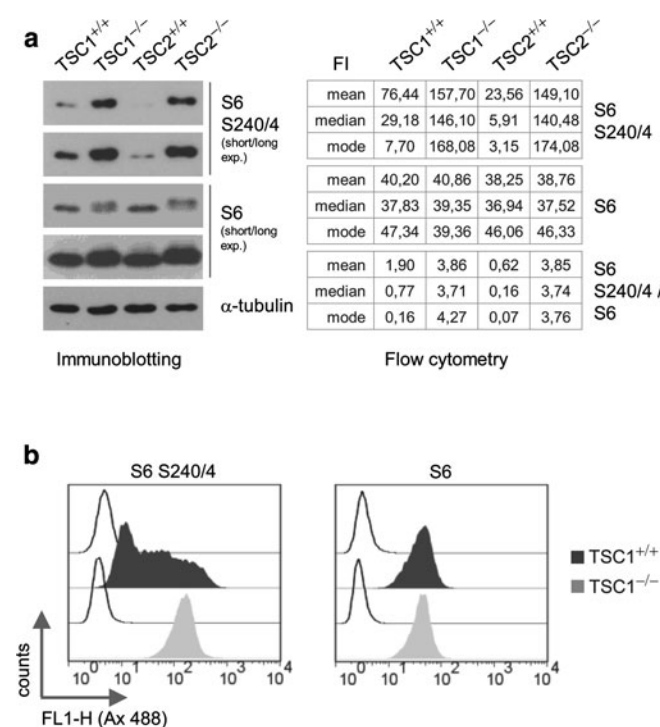 a
TSC1+/+ TSC1−/− TSC2+/+ TSC2−/−
S6
S240/4
(short/long
exp.)
S6
(short/long
exp.)
α-tubulin
Immunoblotting
FI TSC1+/+ TSC1−/− TSC2+/+ TSC2−/−
mean 76,44 157,70 23,56 149,10
median 29,18 146,10 5,91 140,48
mode 7,70 168,08 3,15 174,08
S6
S240/4
mean 40,20 40,86 38,25 38,76
median 37,83 39,35 36,94 37,52
mode 47,34 39,36 46,06 46,33
S6
mean 1,90 3,86 0,62 3,85
median 0,77 3,71 0,16 3,74
mode 0,16 4,27 0,07 3,76
S6
S240/4 /
S6
Flow cytometry
b
S6 S240/4
10^0 10^1 10^2 10^3 10^4
counts
FL1-H (Ax 488)
S6
10^0 10^1 10^2 10^3 10^4
TSC1+/+
TSC1−/−